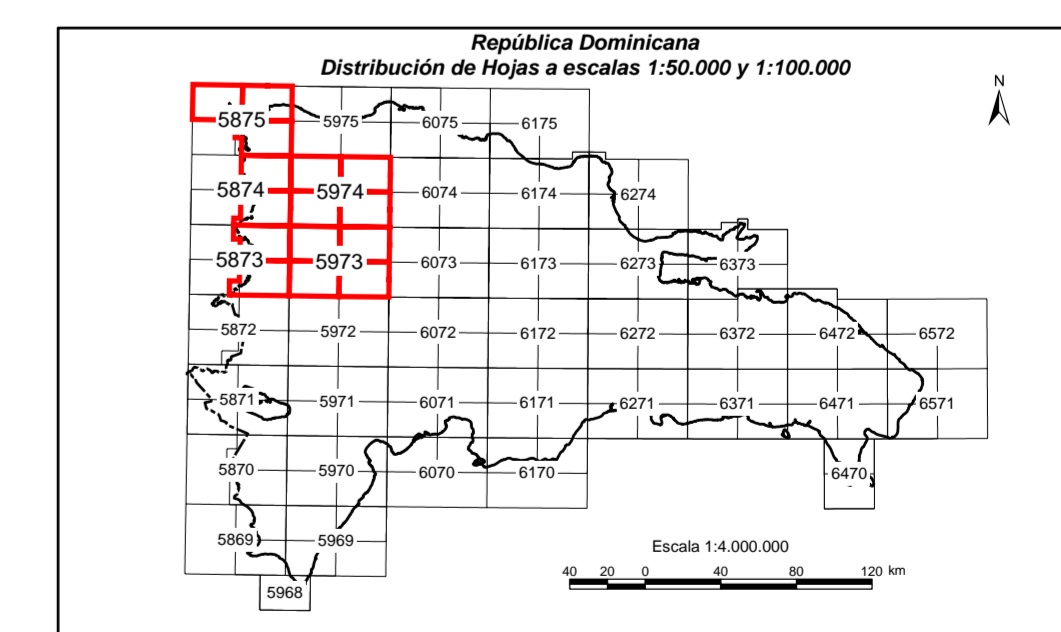 República Dominicana
Distribución de Hojas a escalas 1:50.000 y 1:100.000
N
5875 5975 6075 6175
5874 5974 6074 6174 6274
5873 5973 6073 6173 6273 6373
5872 5972 6072 6172 6272 6372 6472 6572
5871 5971 6071 6171 6271 6371 6471 6571
5870 5970 6070 6170 6470
5869 5969
5968
Escala 1:4.000.000
40 20 0 40 80 120 km